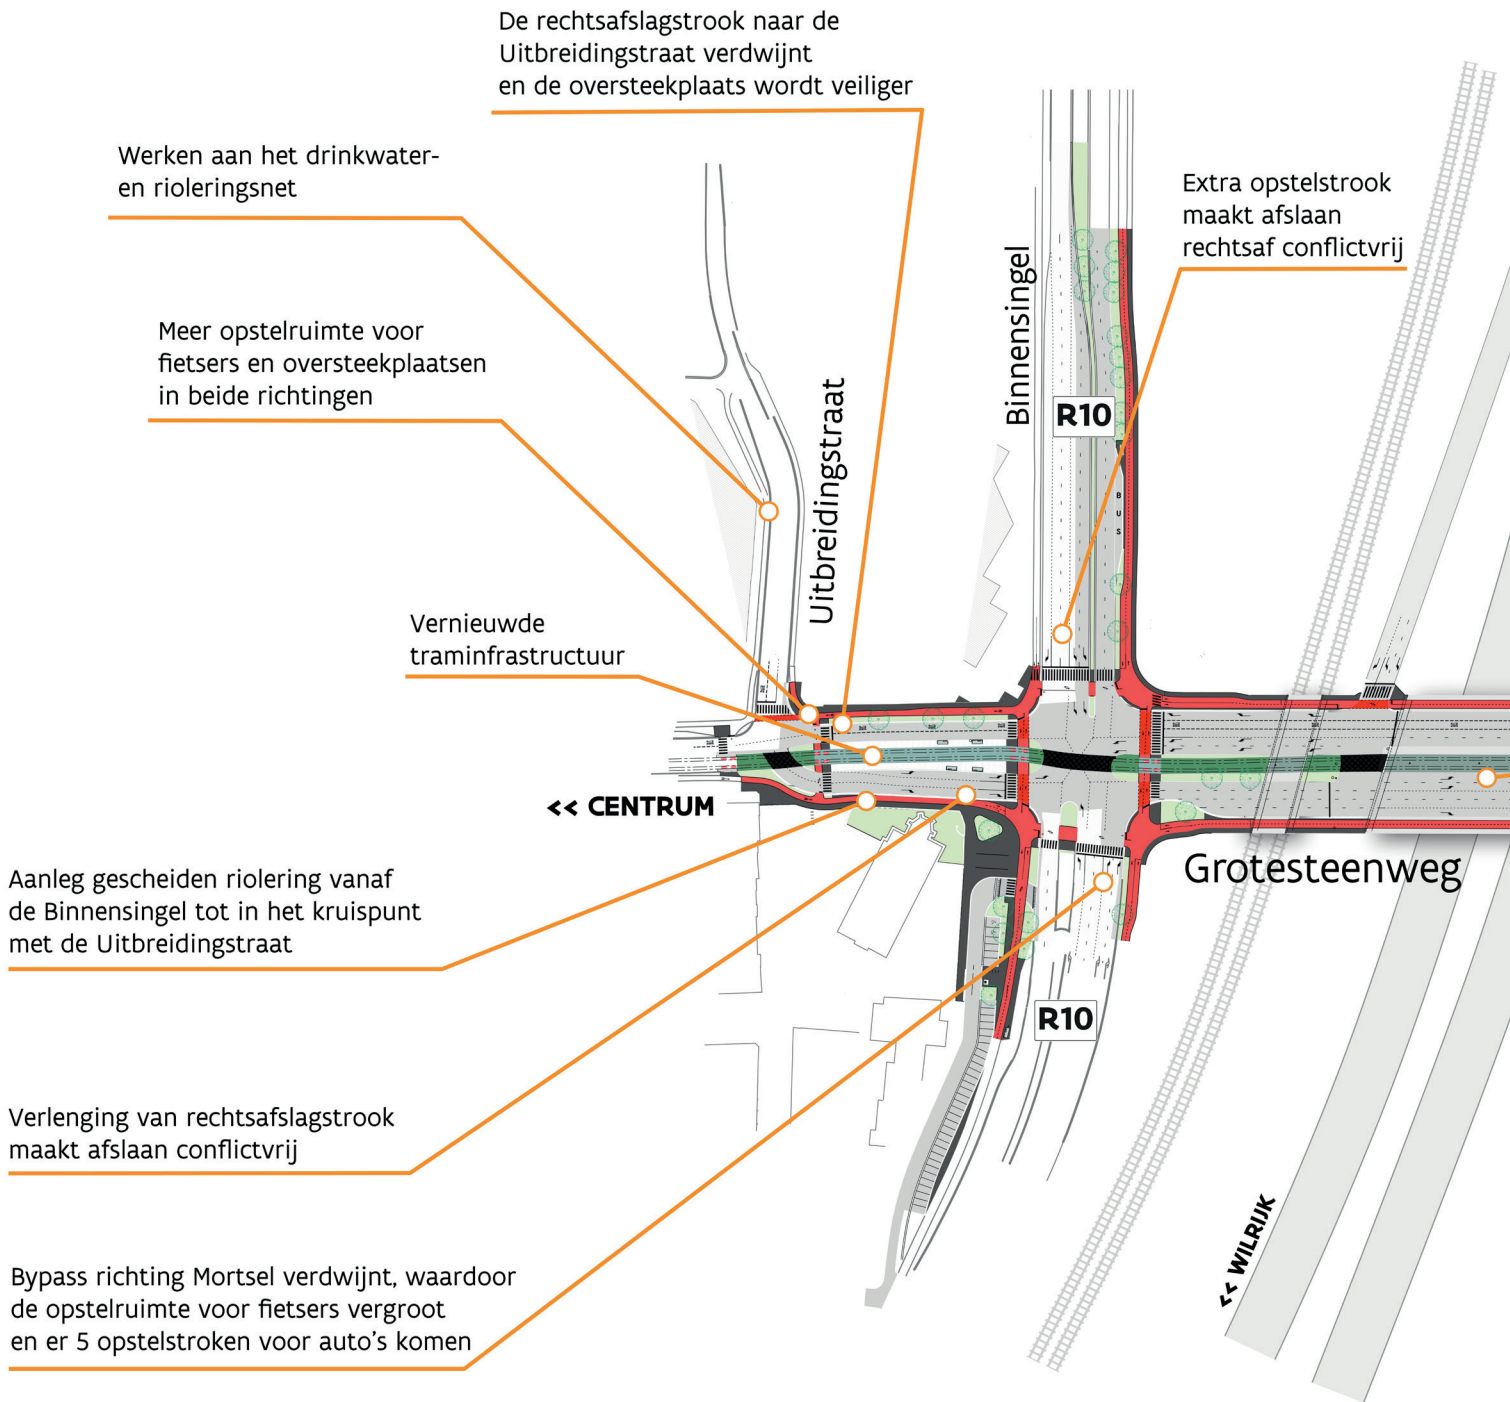 De rechtsafslagstrook naar de
Uitbreidingstraat verdwijnt
en de oversteekplaats wordt veiliger
Werken aan het drinkwater-
en rioleringsnet
Extra opstelstrook
maakt afslaan
rechtsaf conflictvrij
Meer opstelruimte voor
fietsers en oversteekplaatsen
in beide richtingen
Binnensingel
R10
Uitbreidingstraat
BUS
Vernieuwde
traminfrastructuur
<< CENTRUM
Grotesteenweg
Aanleg gescheiden riolering vanaf
de Binnensingel tot in het kruispunt
met de Uitbreidingstraat
R10
Verlenging van rechtsafslagstrook
maakt afslaan conflictvrij
<< WILRIJK
Bypass richting Mortsel verdwijnt, waardoor
de opstelruimte voor fietsers vergroot
en er 5 opstelstroken voor auto's komen